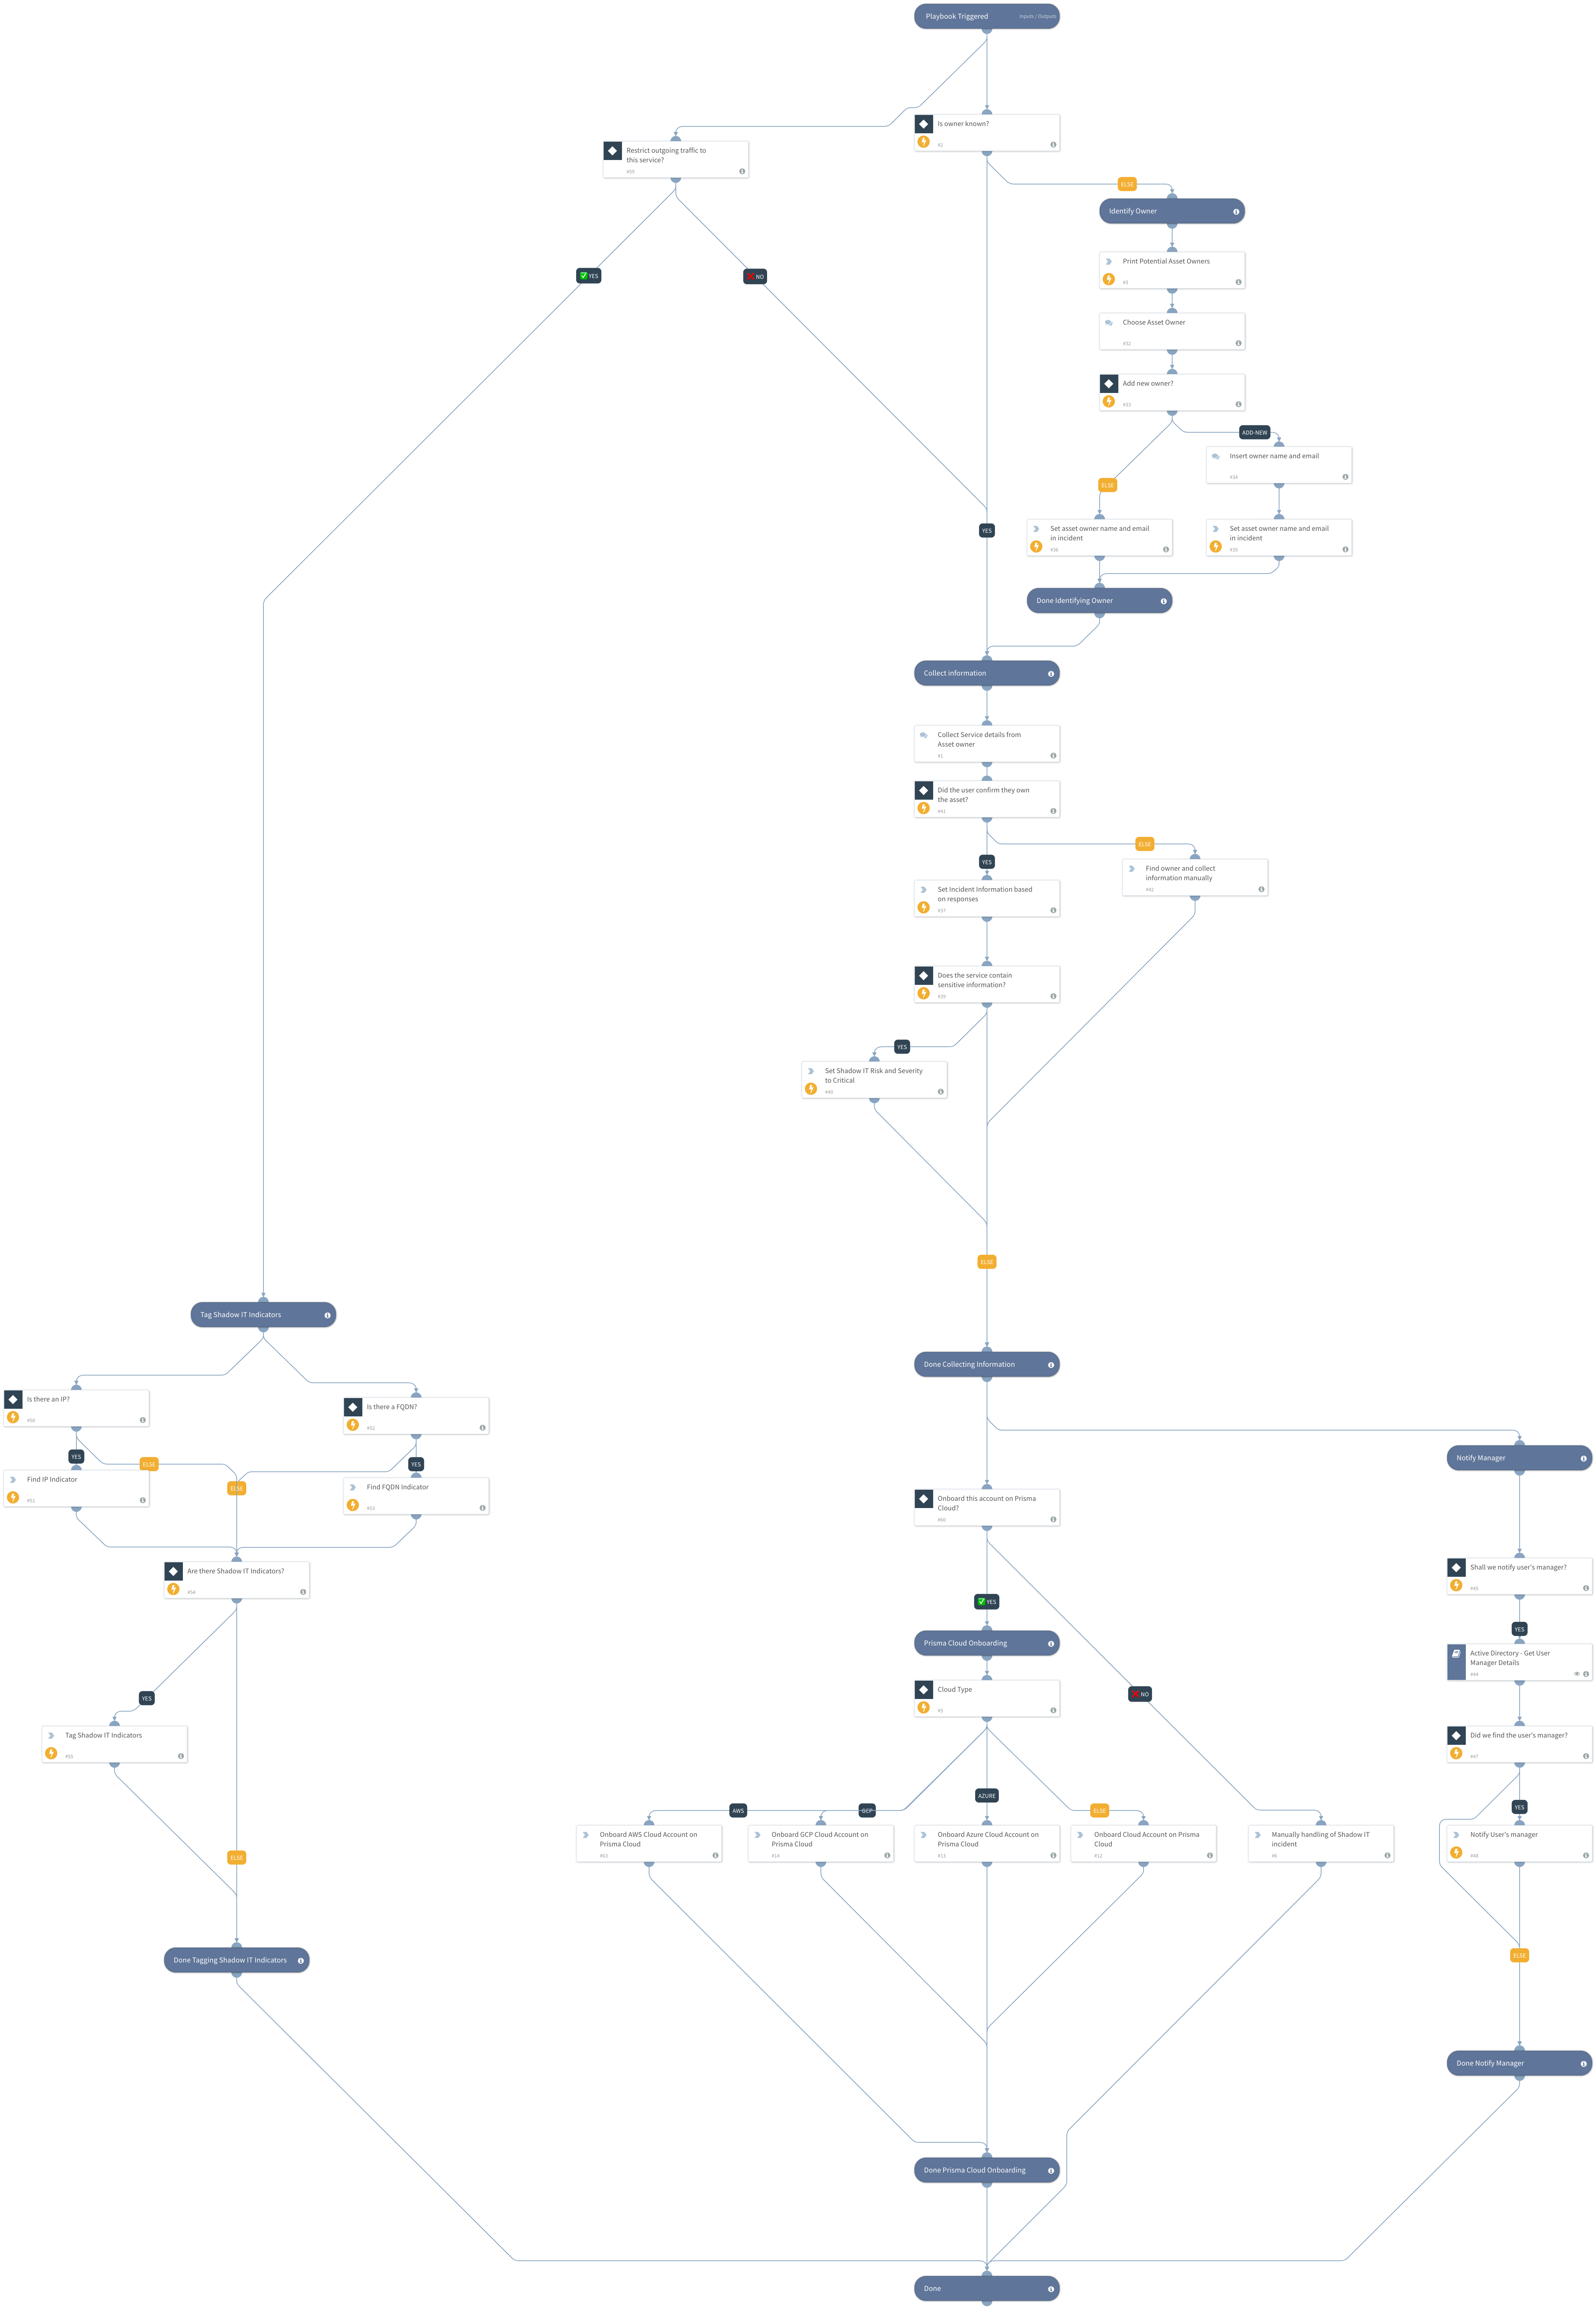 Playbook Triggered
Inputs / Outputs
Is owner known?
#2
Restrict outgoing traffic to
this service?
#59
ELSE
Identify Owner
YES
NO
Print Potential Asset Owners
#3
Choose Asset Owner
#32
Add new owner?
#33
ADD-NEW
Insert owner name and email
#34
ELSE
YES
Set asset owner name and email
in incident
#36
Set asset owner name and email
in incident
#35
Done Identifying Owner
Collect information
Collect Service details from
Asset owner
#1
Did the user confirm they own
the asset?
#41
ELSE
YES
Find owner and collect
information manually
#42
Set Incident Information based
on responses
#37
Does the service contain
sensitive information?
#39
YES
Set Shadow IT Risk and Severity
to Critical
#40
ELSE
Tag Shadow IT Indicators
Done Collecting Information
Is there an IP?
#50
Is there a FQDN?
#52
YES
ELSE
YES
Notify Manager
Find IP Indicator
#51
ELSE
Find FQDN Indicator
#53
Onboard this account on Prisma
Cloud?
#60
Are there Shadow IT Indicators?
#54
Shall we notify user's manager?
#45
YES
YES
Prisma Cloud Onboarding
Active Directory - Get User
Manager Details
#44
Cloud Type
#9
YES
NO
Tag Shadow IT Indicators
#55
Did we find the user's manager?
#47
AZURE
AWS
GCP
ELSE
YES
Onboard AWS Cloud Account on
Prisma Cloud
#63
Onboard GCP Cloud Account on
Prisma Cloud
#14
Onboard Azure Cloud Account on
Prisma Cloud
#13
Onboard Cloud Account on Prisma
Cloud
#12
Manually handling of Shadow IT
incident
#6
Notify User's manager
#48
ELSE
ELSE
Done Tagging Shadow IT Indicators
Done Notify Manager
Done Prisma Cloud Onboarding
Done